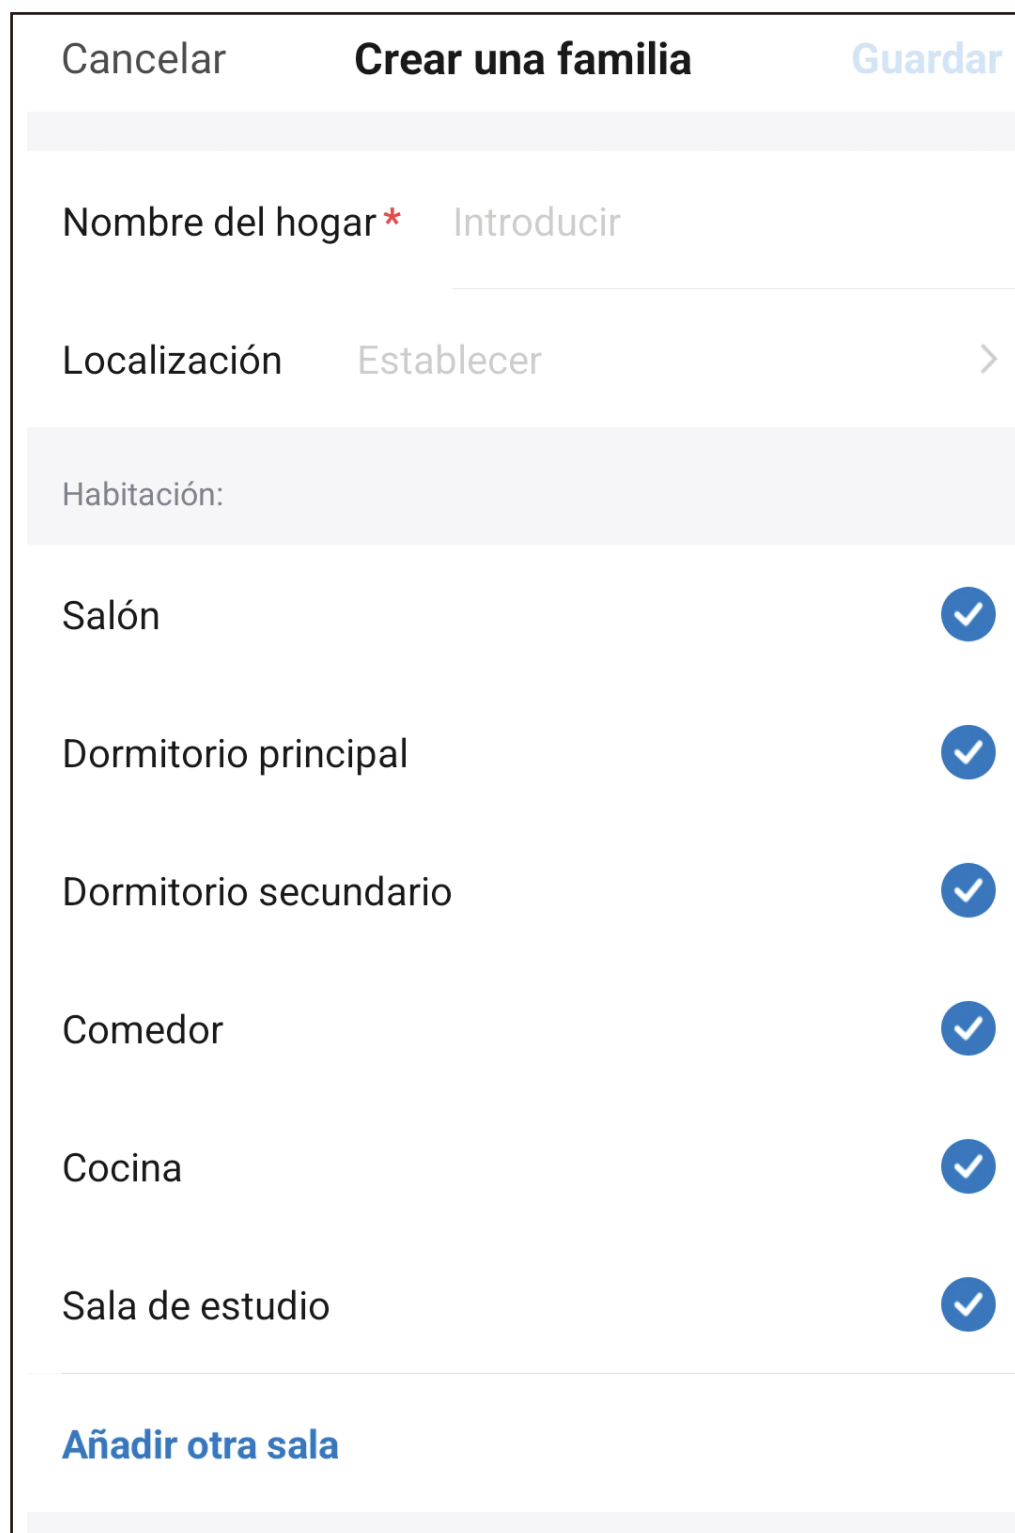 Cancelar Crear una familia Guardar
Nombre del hogar* Introducir
Localización Establecer
Habitación:
Salón
Dormitorio principal
Dormitorio secundario
Comedor
Cocina
Sala de estudio
Añadir otra sala